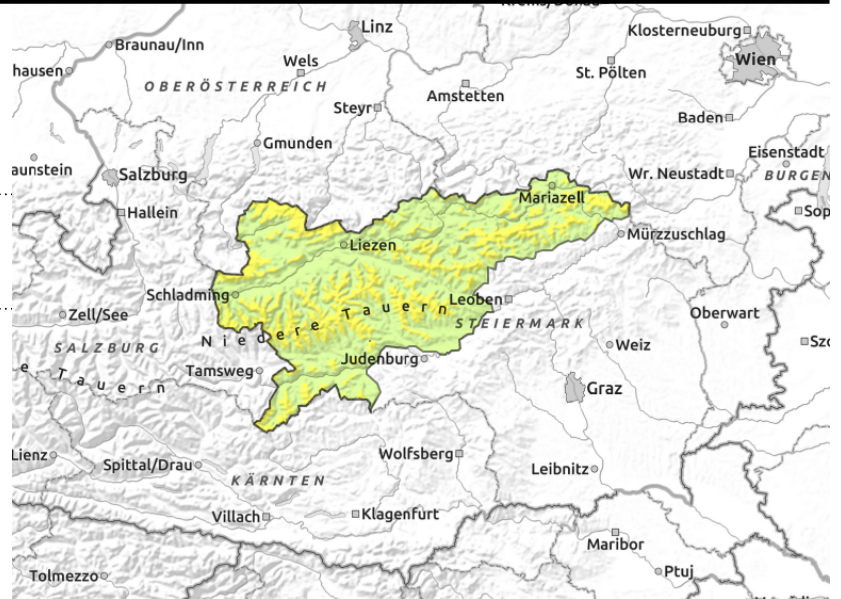 Linz
Braunau/Inn
Klosterneuburg
hausen
Wels
Wien
St. Pölten
OBERÖSTERREICH
Amstetten
Steyr
Baden
Gmunden
Eisenstadt
aunstein
Salzburg
Wr. Neustadt
BURGEN
Mariazell
Hallein
Sop
Mürzzuschlag
Liezen
Schladming
Leoben
Zell/See
Niedere Tauern
Oberwart
STEIERMARK
SALZBURG
Weiz
Szo
Judenburg
e Tauern
Tamsweg
Graz
Lienz
Spittal/Drau
Wolfsberg
Leibnitz
KÄRNTEN
Villach
Klagenfurt
Maribor
Tolmezzo
Ptuj